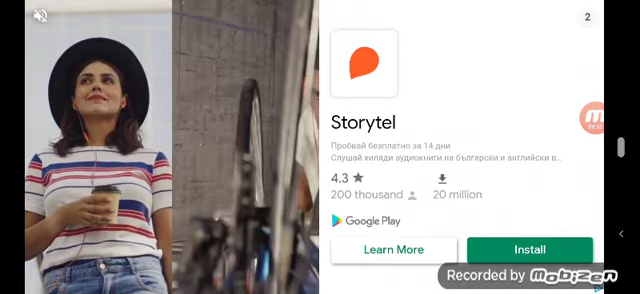 2
Storytel
Пробвай безплатно за 14 дни
Слушай хиляди аудиокниги на български и английски в...
4.3
200 thousand
20 million
Google Play
Learn More
Install
Recorded by
Mobizen